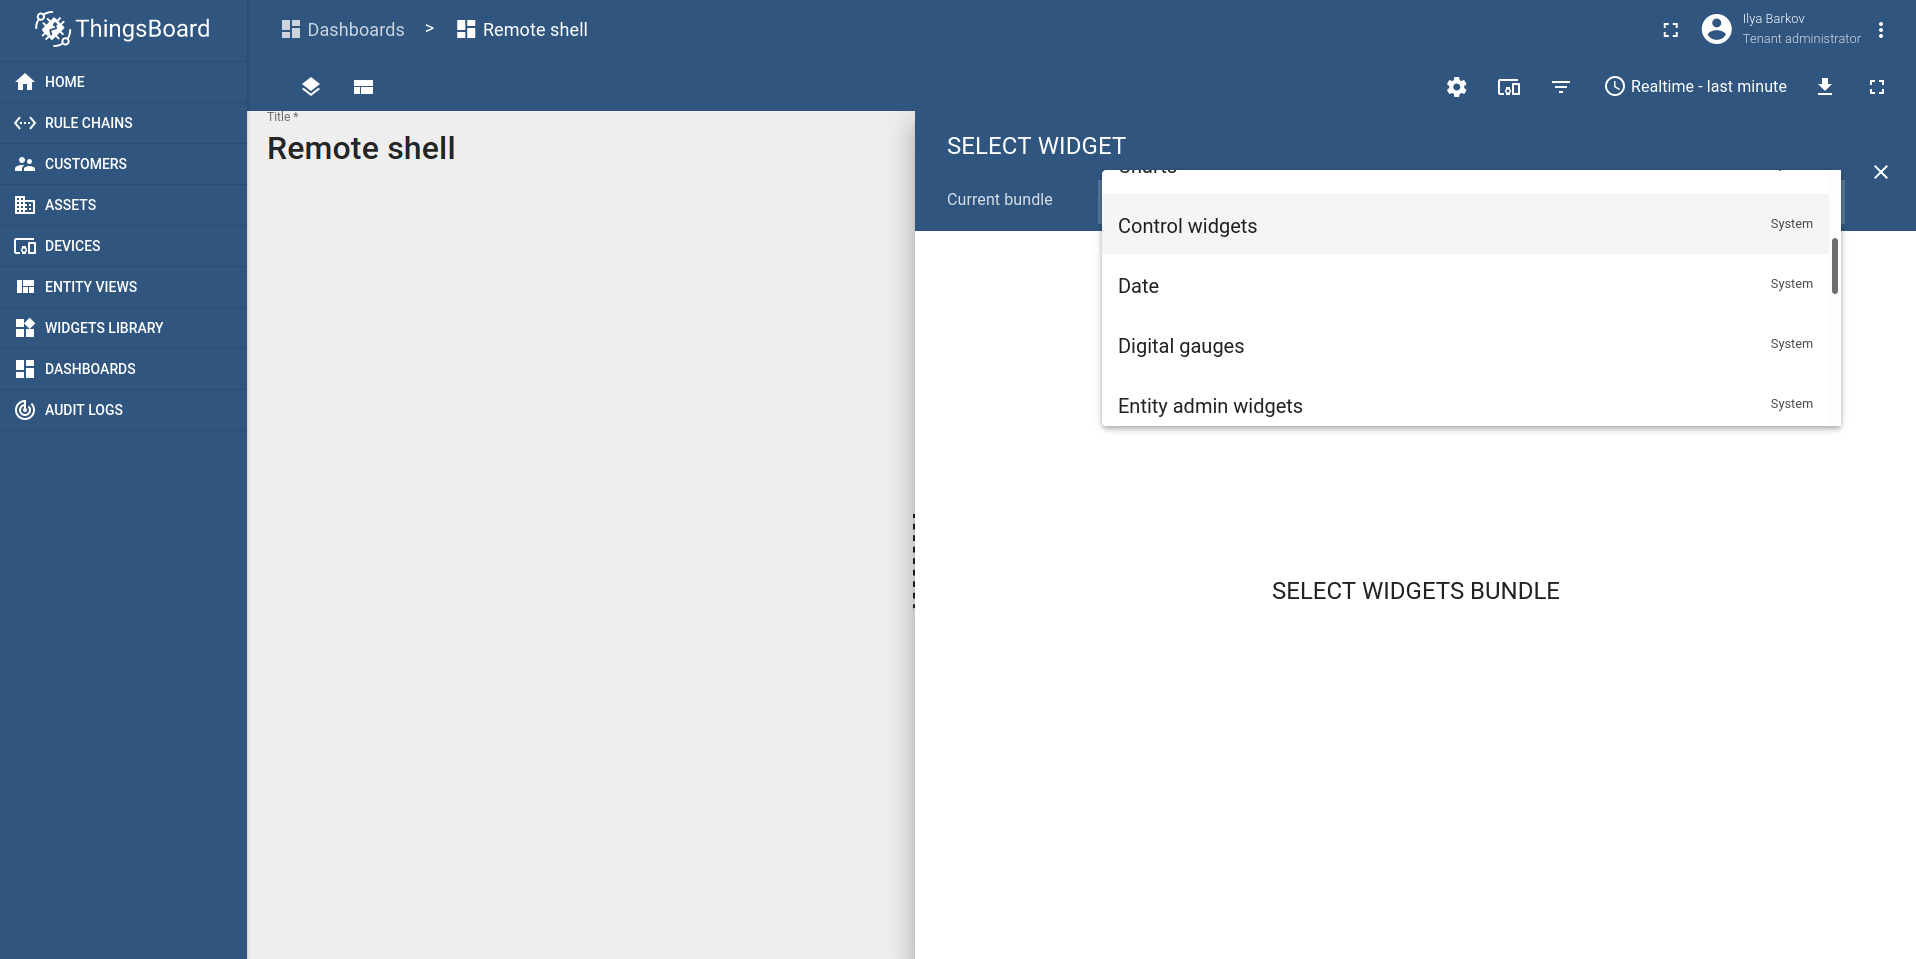 ThingsBoard
Dashboards > Remote shell
Ilya Barkov
Tenant administrator
HOME
RULE CHAINS
CUSTOMERS
ASSETS
DEVICES
ENTITY VIEWS
WIDGETS LIBRARY
DASHBOARDS
AUDIT LOGS
Realtime - last minute
Title *
Remote shell
SELECT WIDGET
Current bundle
Charts
Control widgets System
Date System
Digital gauges System
Entity admin widgets System
SELECT WIDGETS BUNDLE